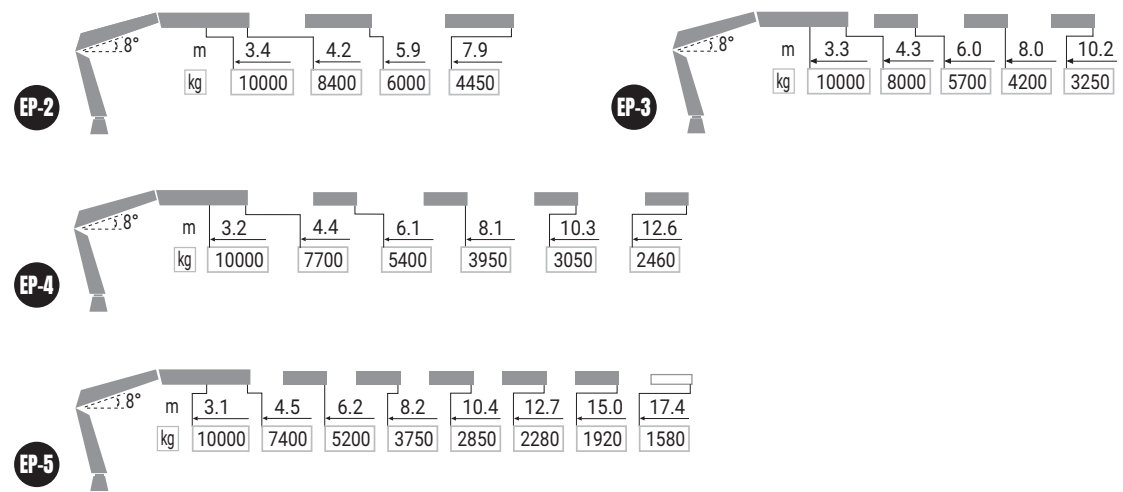 EP-2
8°
m 3.4 4.2 5.9 7.9
kg 10000 8400 6000 4450
EP-3
8°
m 3.3 4.3 6.0 8.0 10.2
kg 10000 8000 5700 4200 3250
EP-4
8°
m 3.2 4.4 6.1 8.1 10.3 12.6
kg 10000 7700 5400 3950 3050 2460
EP-5
8°
m 3.1 4.5 6.2 8.2 10.4 12.7 15.0 17.4
kg 10000 7400 5200 3750 2850 2280 1920 1580